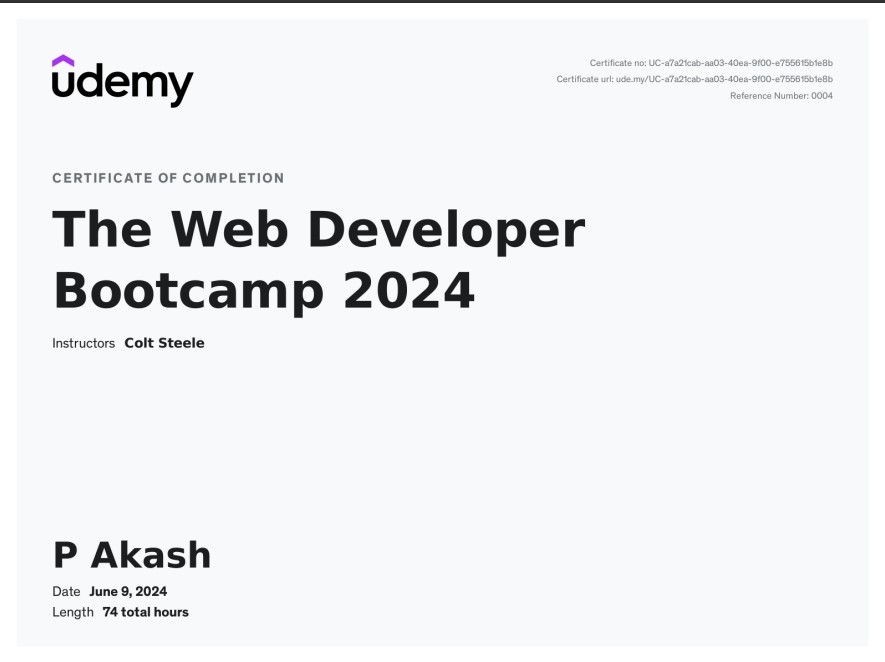 udemy
Certificate no: UC-a7a21cab-aa03-40ea-9f00-e755615b1e8b
Certificate url: ude.my/UC-a7a21cab-aa03-40ea-9f00-e755615b1e8b
Reference Number: 0004
CERTIFICATE OF COMPLETION
The Web Developer
Bootcamp 2024
Instructors Colt Steele
P Akash
Date June 9, 2024
Length 74 total hours